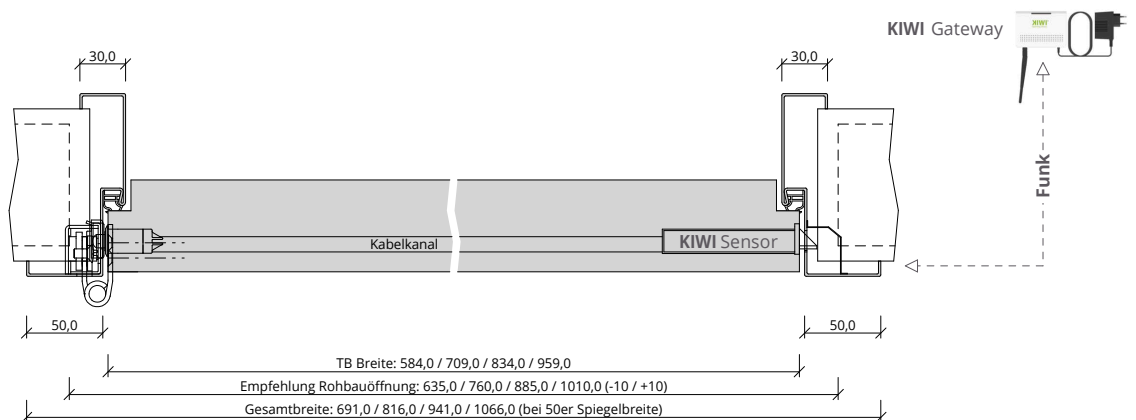 KIWI Gateway
KIWI
30,0
30,0
Funk
Kabelkanal
KIWI Sensor
50,0
50,0
TB Breite: 584,0 / 709,0 / 834,0 / 959,0
Empfehlung Rohbauöffnung: 635,0 / 760,0 / 885,0 / 1010,0 (-10 / +10)
Gesamtbreite: 691,0 / 816,0 / 941,0 / 1066,0 (bei 50er Spiegelbreite)